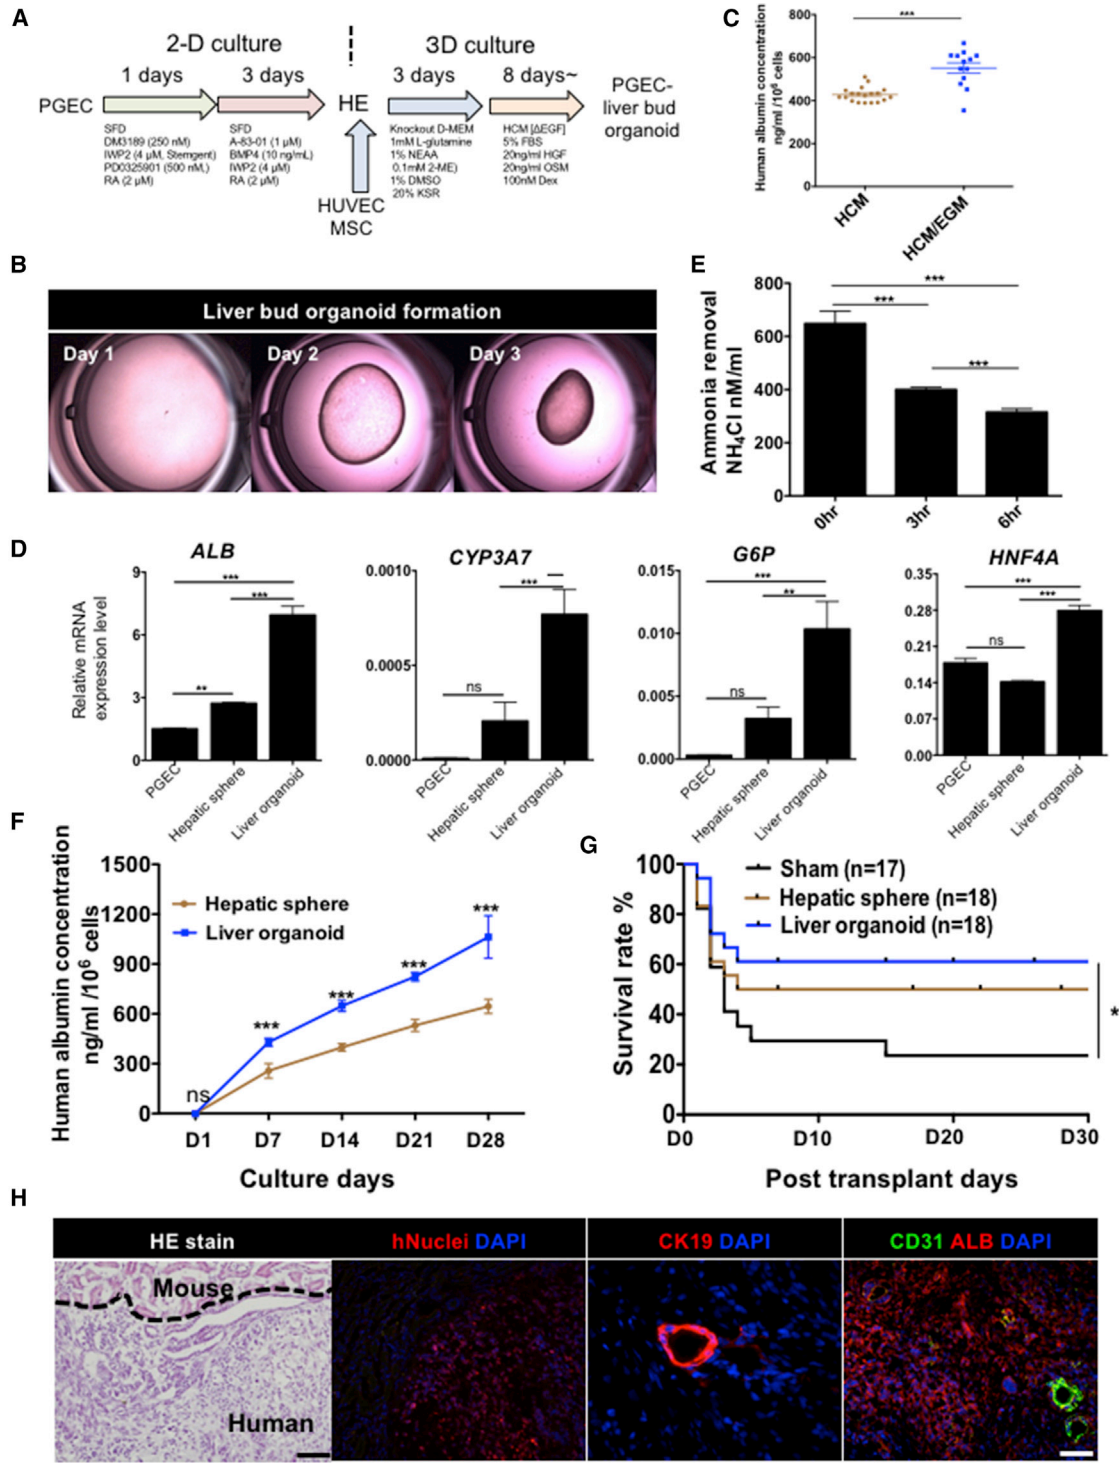 A
2-D culture
3D culture
1 days
3 days
3 days
8 days~
PGEC
HE
PGEC-
liver bud
organoid
SFD
DM3189 (250 nM)
IWP2 (4 µM, Stemgent)
PD0325901 (500 nM,)
RA (2 µM)
SFD
A-83-01 (1 µM)
BMP4 (10 ng/mL)
IWP2 (4 µM)
RA (2 µM)
Knockout D-MEM
1mM L-glutamine
1% NEAA
0.1mM 2-ME)
1% DMSO
20% KSR
HCM [ΔEGF]
5% FBS
20ng/ml HGF
20ng/ml OSM
100nM Dex
HUVEC
MSC
C
Human albumin concentration
ng/ml /10⁶ cells
800
600
400
200
0
***
HCM
HCM/EGM
B
Liver bud organoid formation
Day 1
Day 2
Day 3
E
Ammonia removal
NH₄Cl nM/ml
800
600
400
200
0
***
***
***
0hr
3hr
6hr
D
Relative mRNA
expression level
ALB
9
6
3
0
***
***
**
PGEC
Hepatic sphere
Liver organoid
CYP3A7
0.0010
0.0005
0.0000
***
ns
PGEC
Hepatic sphere
Liver organoid
G6P
0.015
0.010
0.005
0.000
***
**
ns
PGEC
Hepatic sphere
Liver organoid
HNF4A
0.35
0.28
0.21
0.14
0.07
0.00
***
***
ns
PGEC
Hepatic sphere
Liver organoid
F
Human albumin concentration
ng/ml /10⁶ cells
1500
1200
900
600
300
0
Hepatic sphere
Liver organoid
ns
***
***
***
***
D1
D7
D14
D21
D28
Culture days
G
Survival rate %
100
80
60
40
20
0
Sham (n=17)
Hepatic sphere (n=18)
Liver organoid (n=18)
*
D0
D10
D20
D30
Post transplant days
H
HE stain
hNuclei DAPI
CK19 DAPI
CD31 ALB DAPI
Mouse
Human